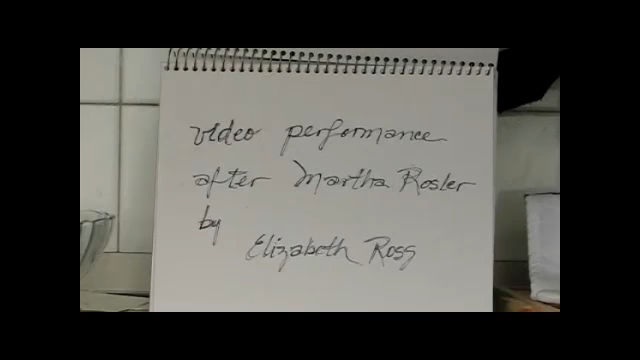 video performance
after Martha Rosler
by
Elizabeth Ross